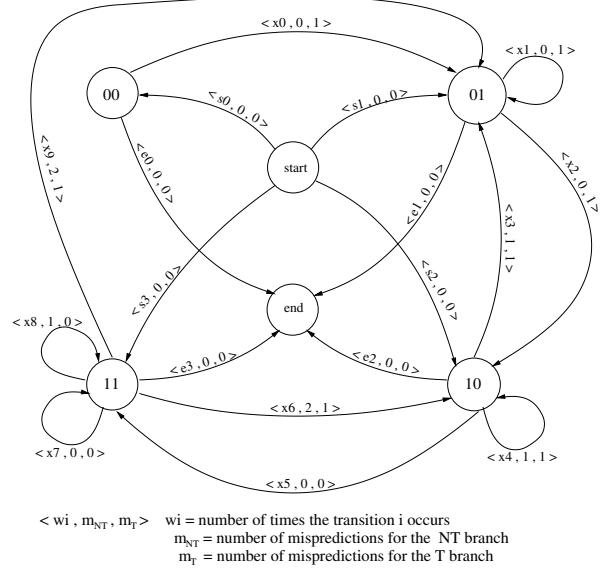 < x0 , 0 , 1 >
< x1 , 0 , 1 >
00
01
< s0 , 0 , 0 >
< s1 , 0 , 0 >
< x9 , 2 , 1 >
< e0 , 0 , 0 >
start
< e1 , 0 , 0 >
< x3 , 1 , 1 >
< x2 , 0 , 1 >
< s3 , 0 , 0 >
< s2 , 0 , 0 >
end
< x8 , 1 , 0 >
< e3 , 0 , 0 >
< e2 , 0 , 0 >
11
10
< x6 , 2 , 1 >
< x7 , 0 , 0 >
< x4 , 1 , 1 >
< x5 , 0 , 0 >
< wi , mNT , mT > wi = number of times the transition i occurs
mNT = number of mispredictions for the NT branch
mT = number of mispredictions for the T branch